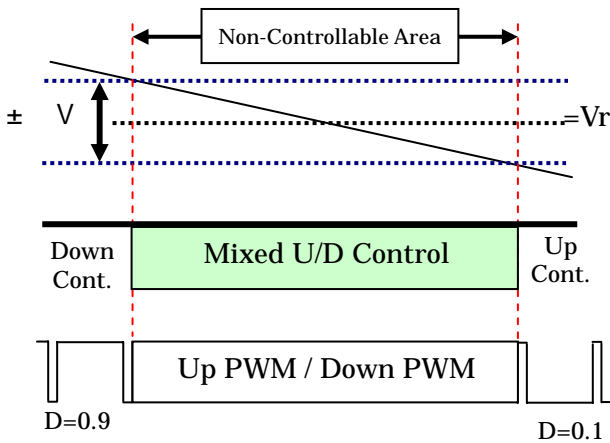 Non-Controllable Area
± V =Vr
Down Cont.
Mixed U/D Control
Up Cont.
Up PWM / Down PWM
D=0.9
D=0.1